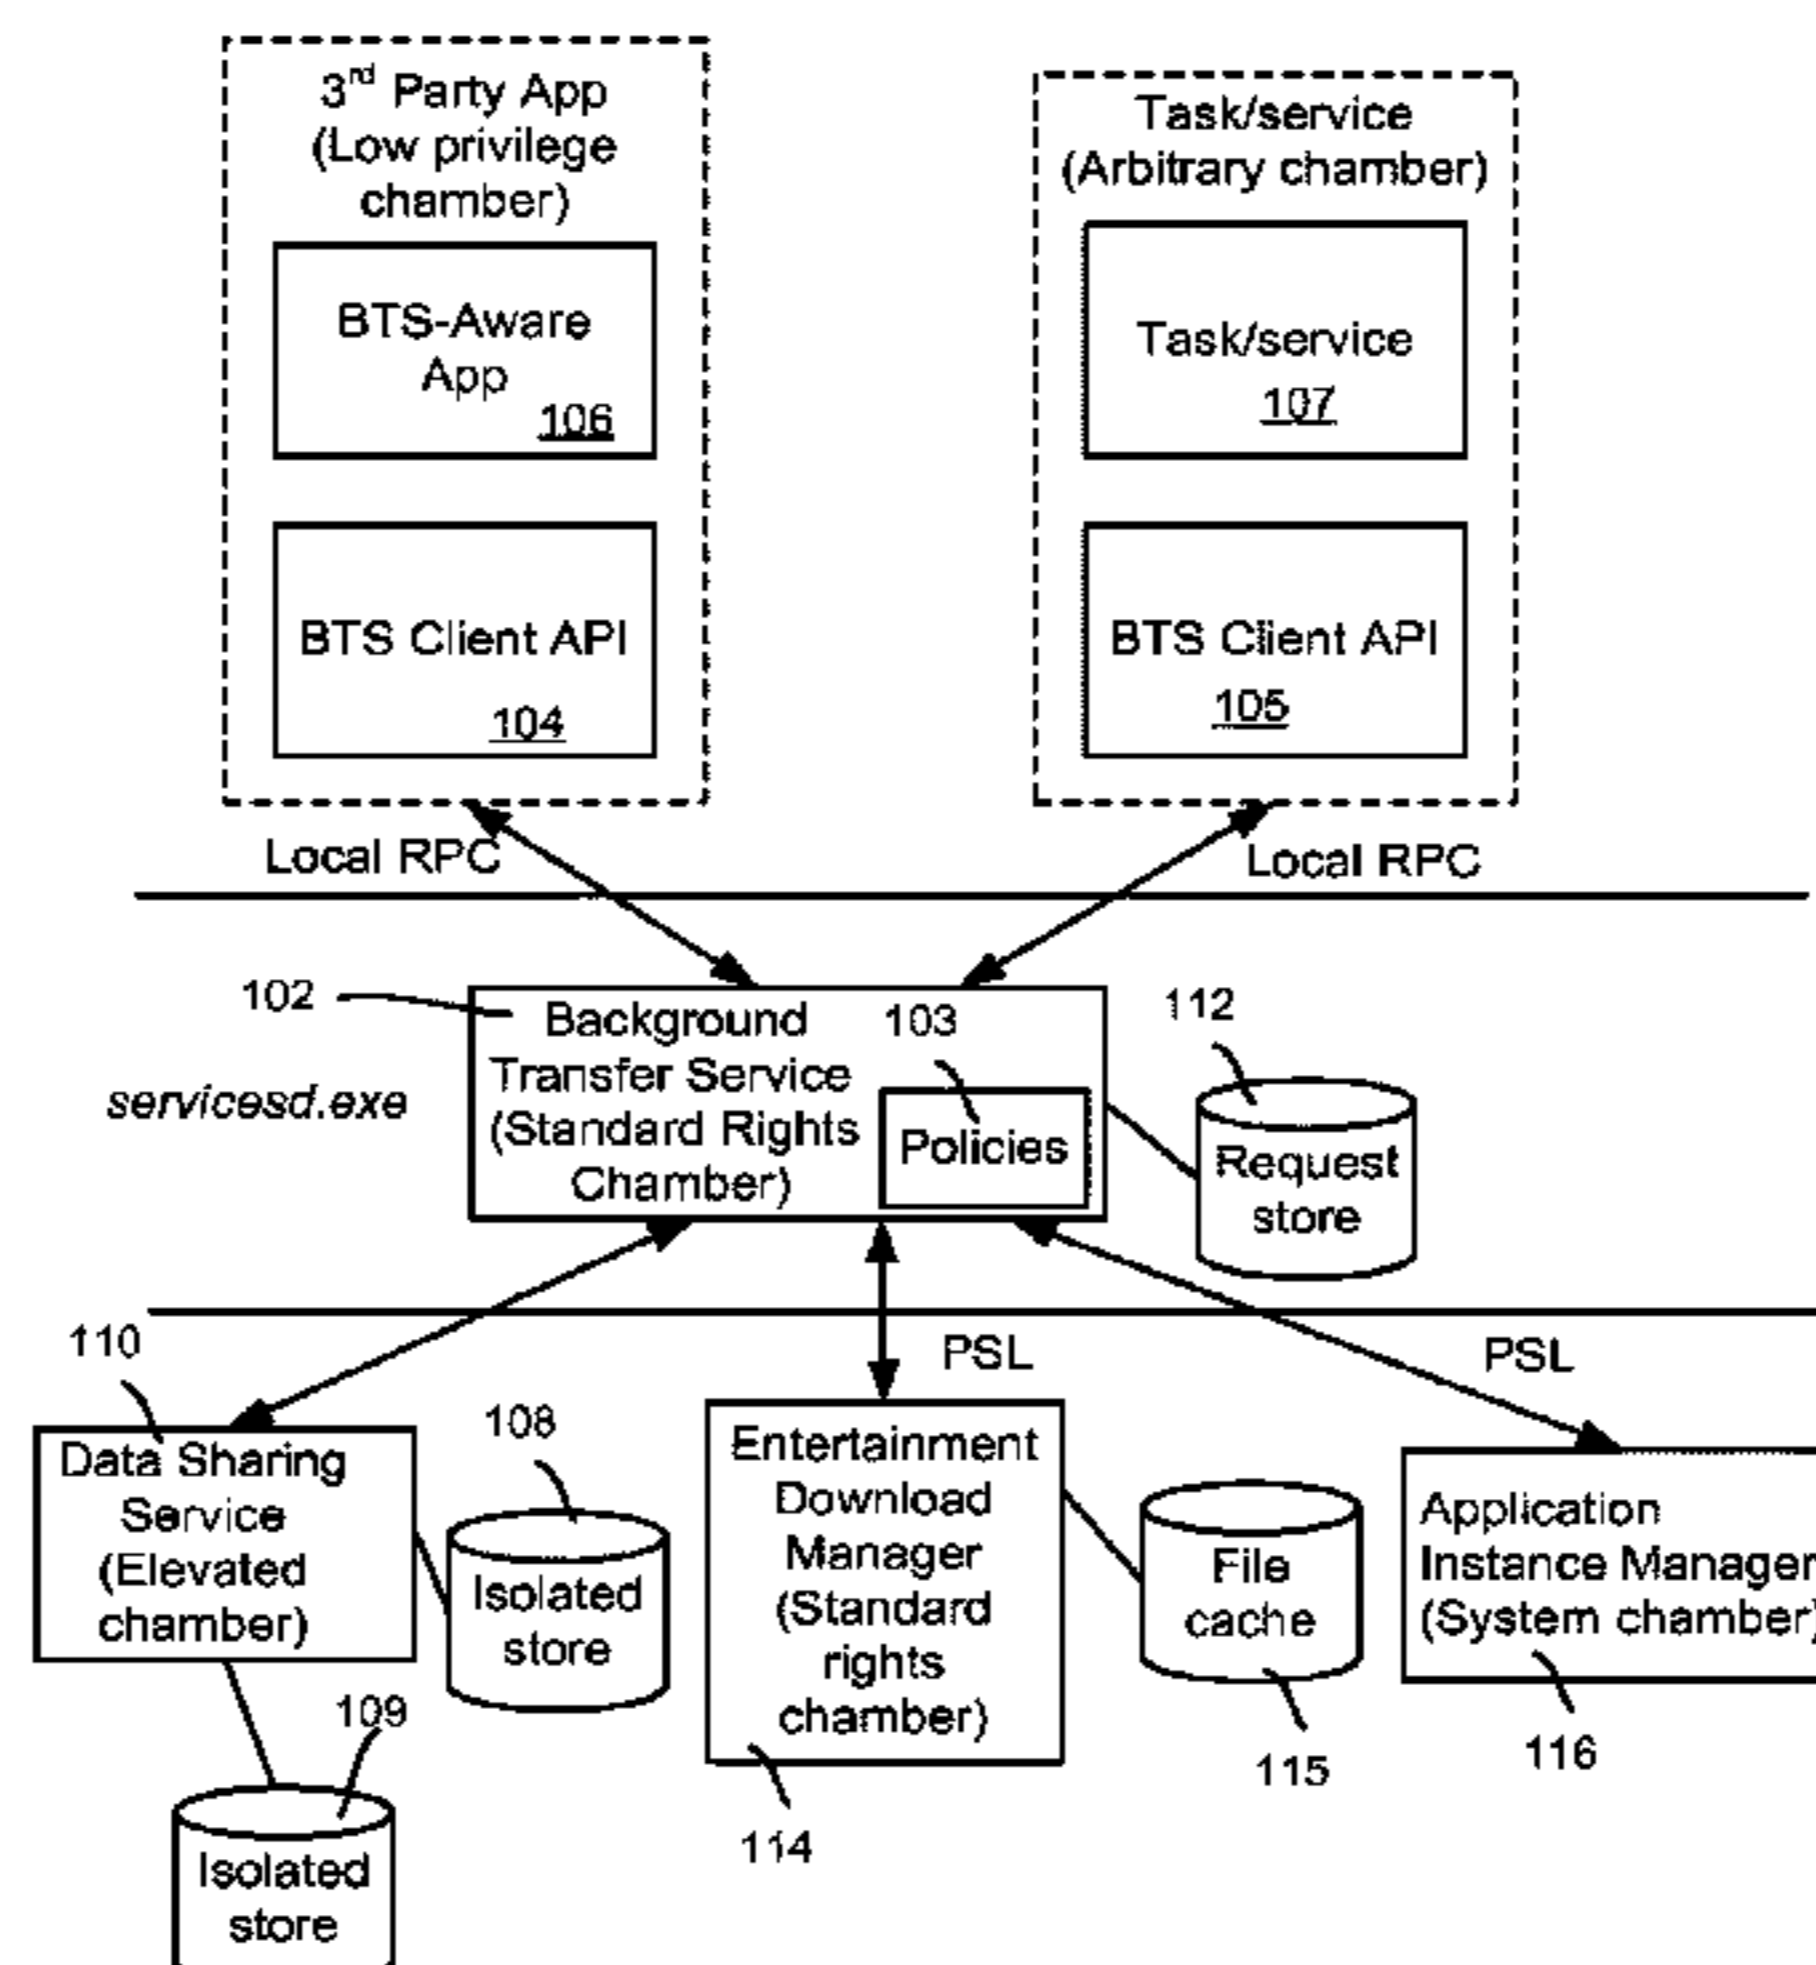 3rd Party App
(Low privilege
chamber)
BTS-Aware
App
106
BTS Client API
104
Task/service
(Arbitrary chamber)
Task/service
107
BTS Client API
105
Local RPC
Local RPC
102
Background
Transfer Service
(Standard Rights
Chamber)
103
Policies
112
Request
store
servicesd.exe
110
PSL
PSL
Data Sharing
Service
(Elevated
chamber)
108
Isolated
store
109
Isolated
store
Entertainment
Download
Manager
(Standard
rights
chamber)
114
File
cache
115
Application
Instance Manager
(System chamber)
116